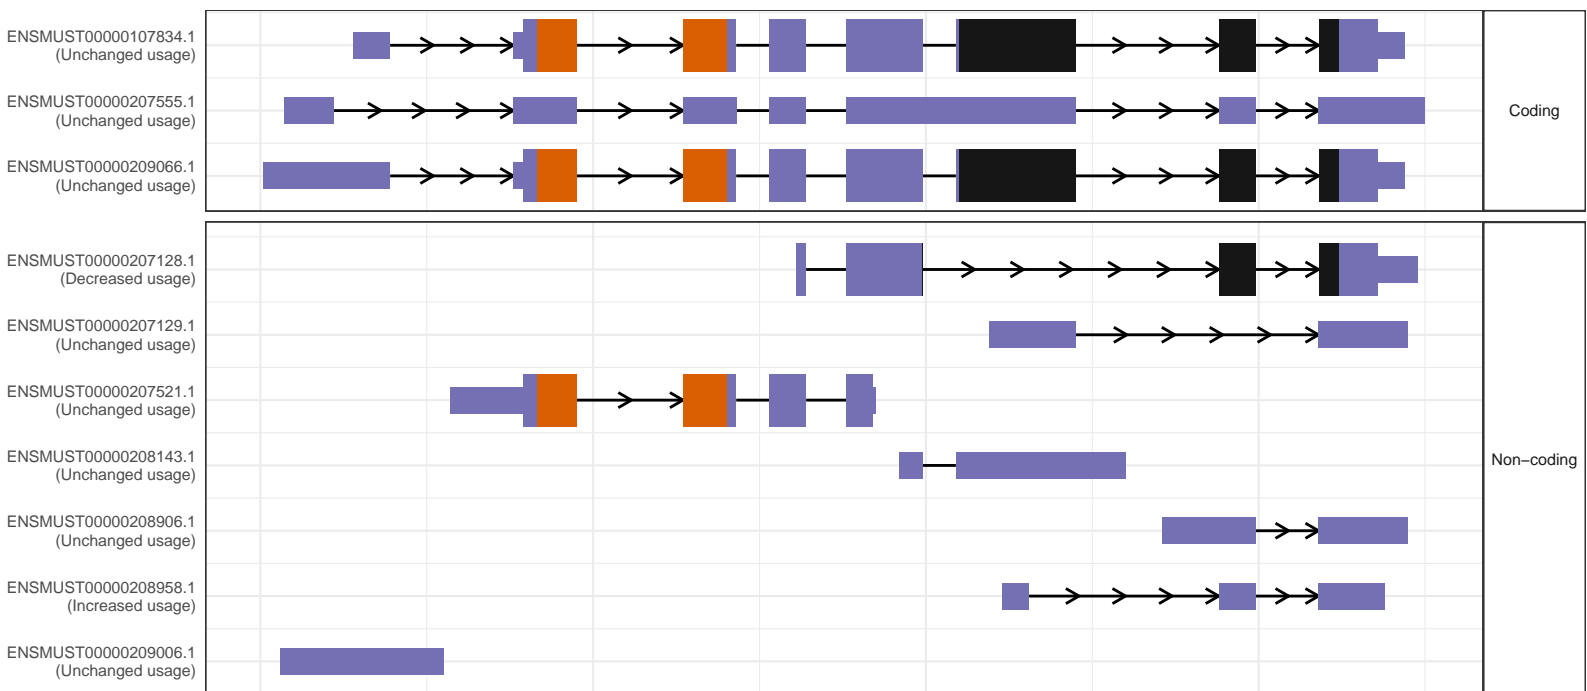 ENSMUST00000107834.1
(Unchanged usage)
ENSMUST00000207555.1
(Unchanged usage)
ENSMUST00000209066.1
(Unchanged usage)
Coding
ENSMUST00000207128.1
(Decreased usage)
ENSMUST00000207129.1
(Unchanged usage)
ENSMUST00000207521.1
(Unchanged usage)
ENSMUST00000208143.1
(Unchanged usage)
ENSMUST00000208906.1
(Unchanged usage)
ENSMUST00000208958.1
(Increased usage)
ENSMUST00000209006.1
(Unchanged usage)
Non−coding